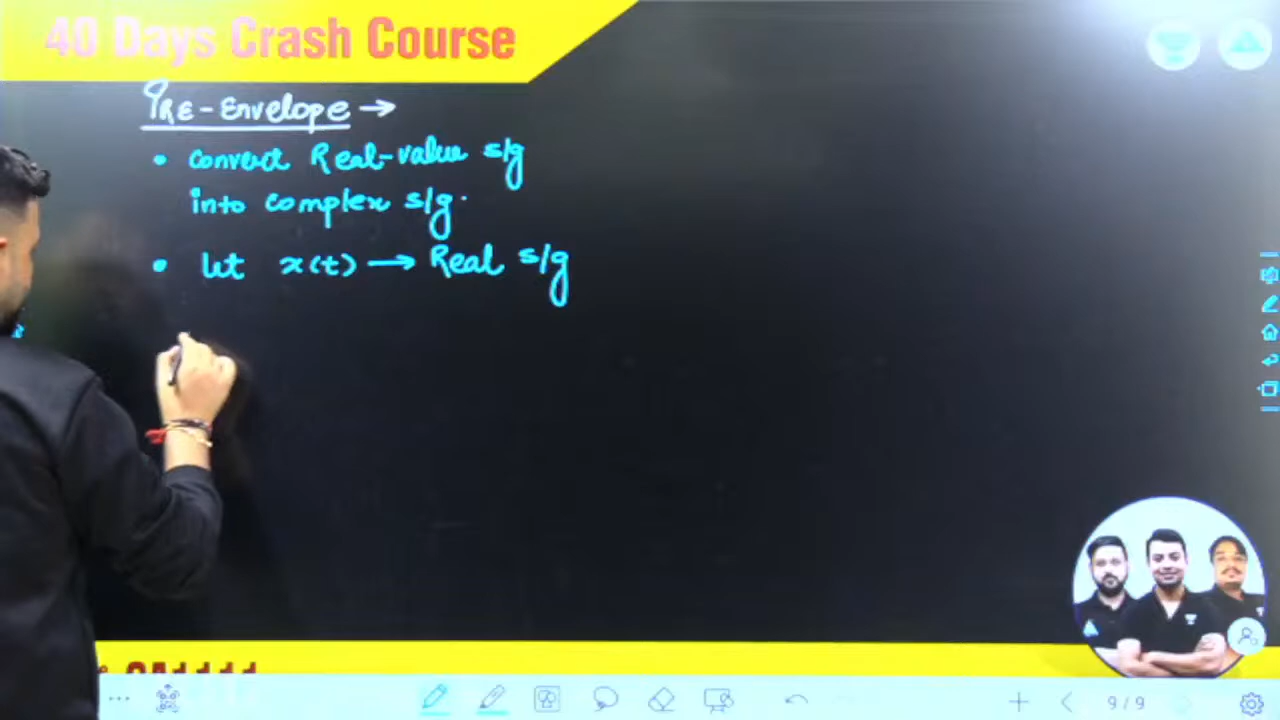 40 Days Crash Course
PRE-Envelope →
• Convert Real-value s/g
into complex s/g.
• let x(t) → Real s/g
9 / 9